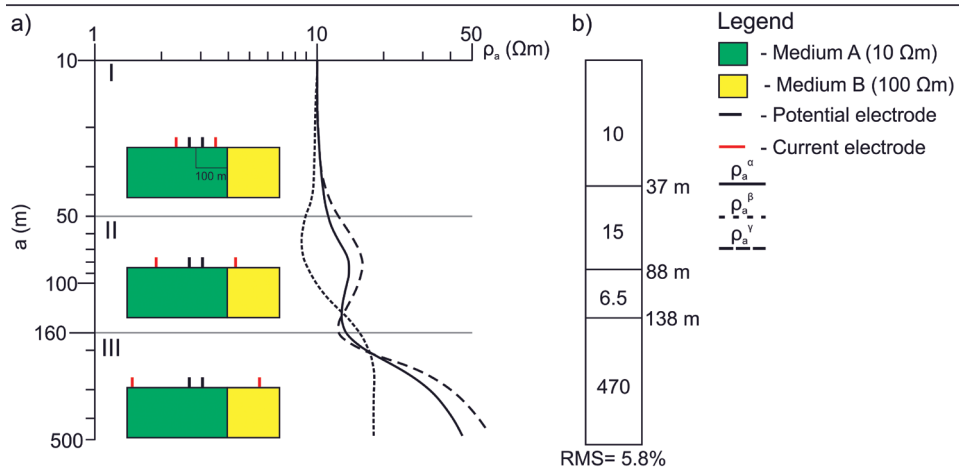 a)
1
10
50
ρₐ (Ωm)
10
I
100 m
50
II
a (m)
100
160
III
500
b)
10
37 m
15
88 m
6.5
138 m
470
RMS= 5.8%
Legend
- Medium A (10 Ωm)
- Medium B (100 Ωm)
- Potential electrode
- Current electrode
ρₐᵅ
ρₐᵝ
ρₐᵞ